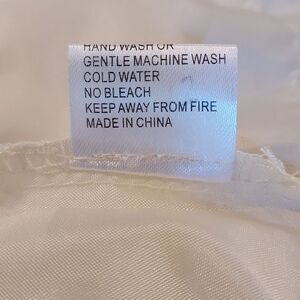 HAND WASH OR
GENTLE MACHINE WASH
COLD WATER
NO BLEACH
KEEP AWAY FROM FIRE
MADE IN CHINA